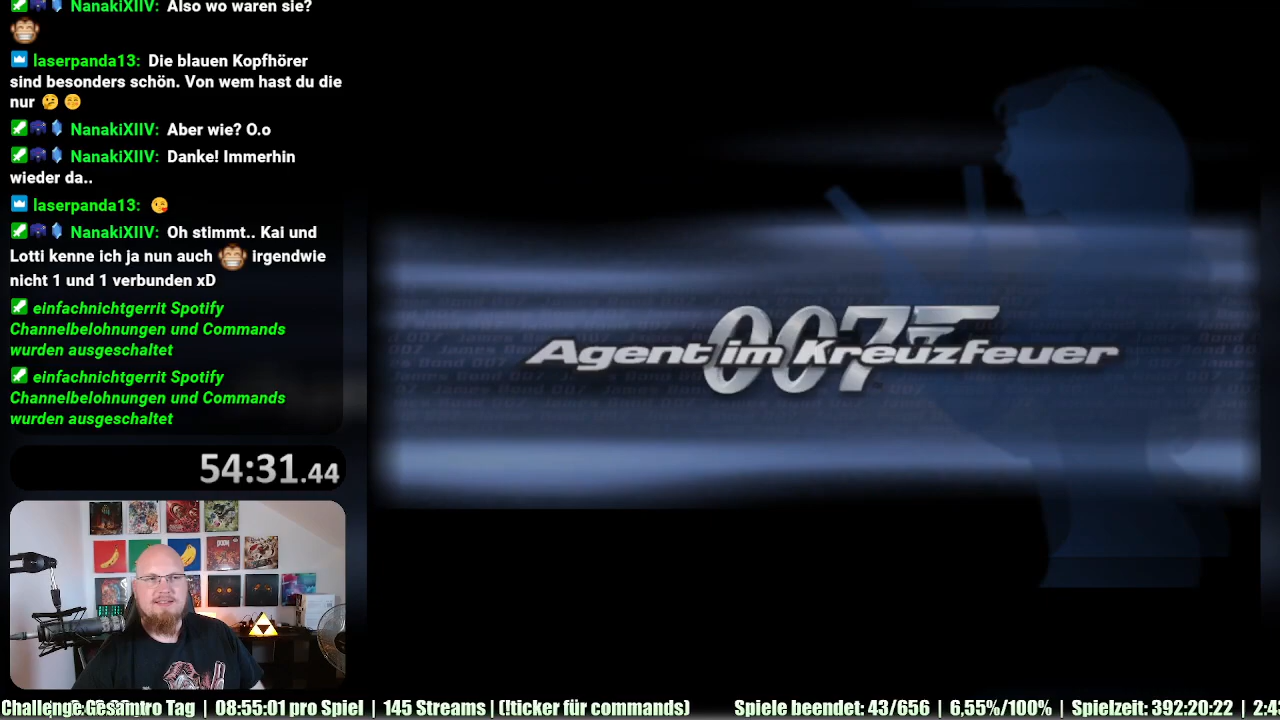 NanakiXIIV: Also wo waren sie?
laserpanda13: Die blauen Kopfhörer
sind besonders schön. Von wem hast du die
nur 🤔 ☺️
NanakiXIIV: Aber wie? O.o
NanakiXIIV: Danke! Immerhin
wieder da..
laserpanda13: 😘
NanakiXIIV: Oh stimmt.. Kai und
Lotti kenne ich ja nun auch irgendwie
nicht 1 und 1 verbunden xD
einfachnichtgerrit Spotify
Channelbelohnungen und Commands
wurden ausgeschaltet
einfachnichtgerrit Spotify
Channelbelohnungen und Commands
wurden ausgeschaltet
007
Agent im Kreuzfeuer
54:31.44
DOOM
ro Tag | 08:55:01 pro Spiel | 145 Streams | (!ticker für commands) Spiele beendet: 43/656 | 6,55%/100% | Spielzeit: 392:20:22 |